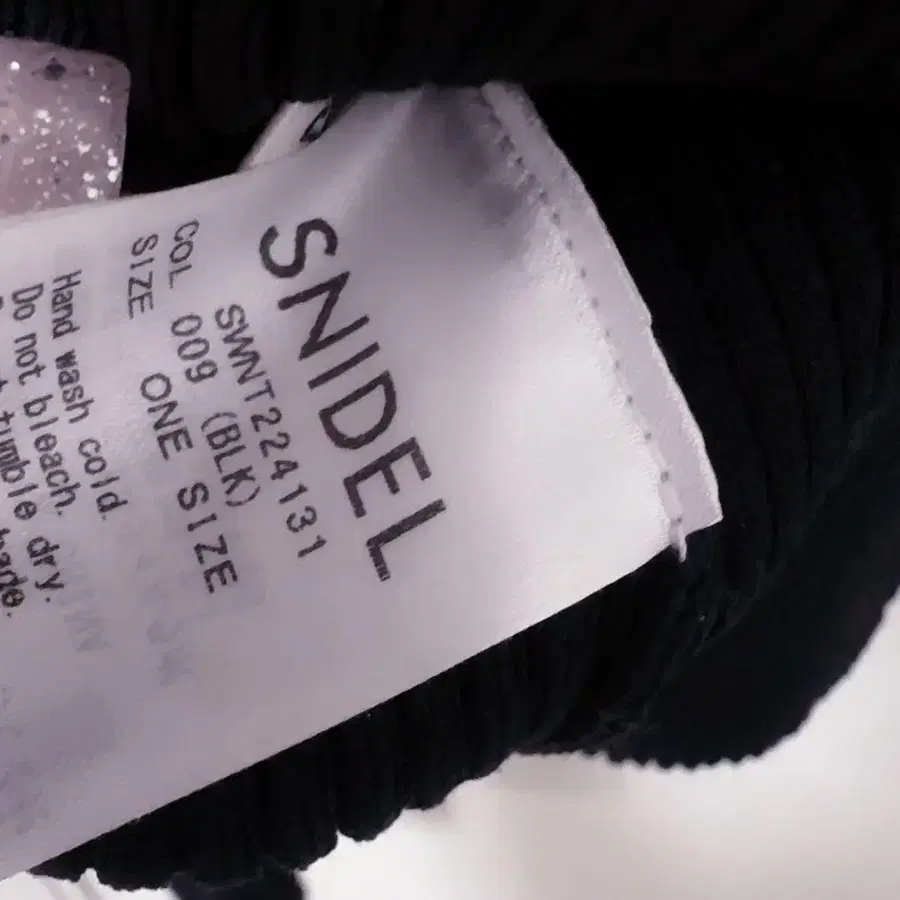 SNIDEL
SWNT224131
COL 009 (BLK)
SIZE ONE SIZE
Hand wash cold.
Do not bleach.
tumble dry.